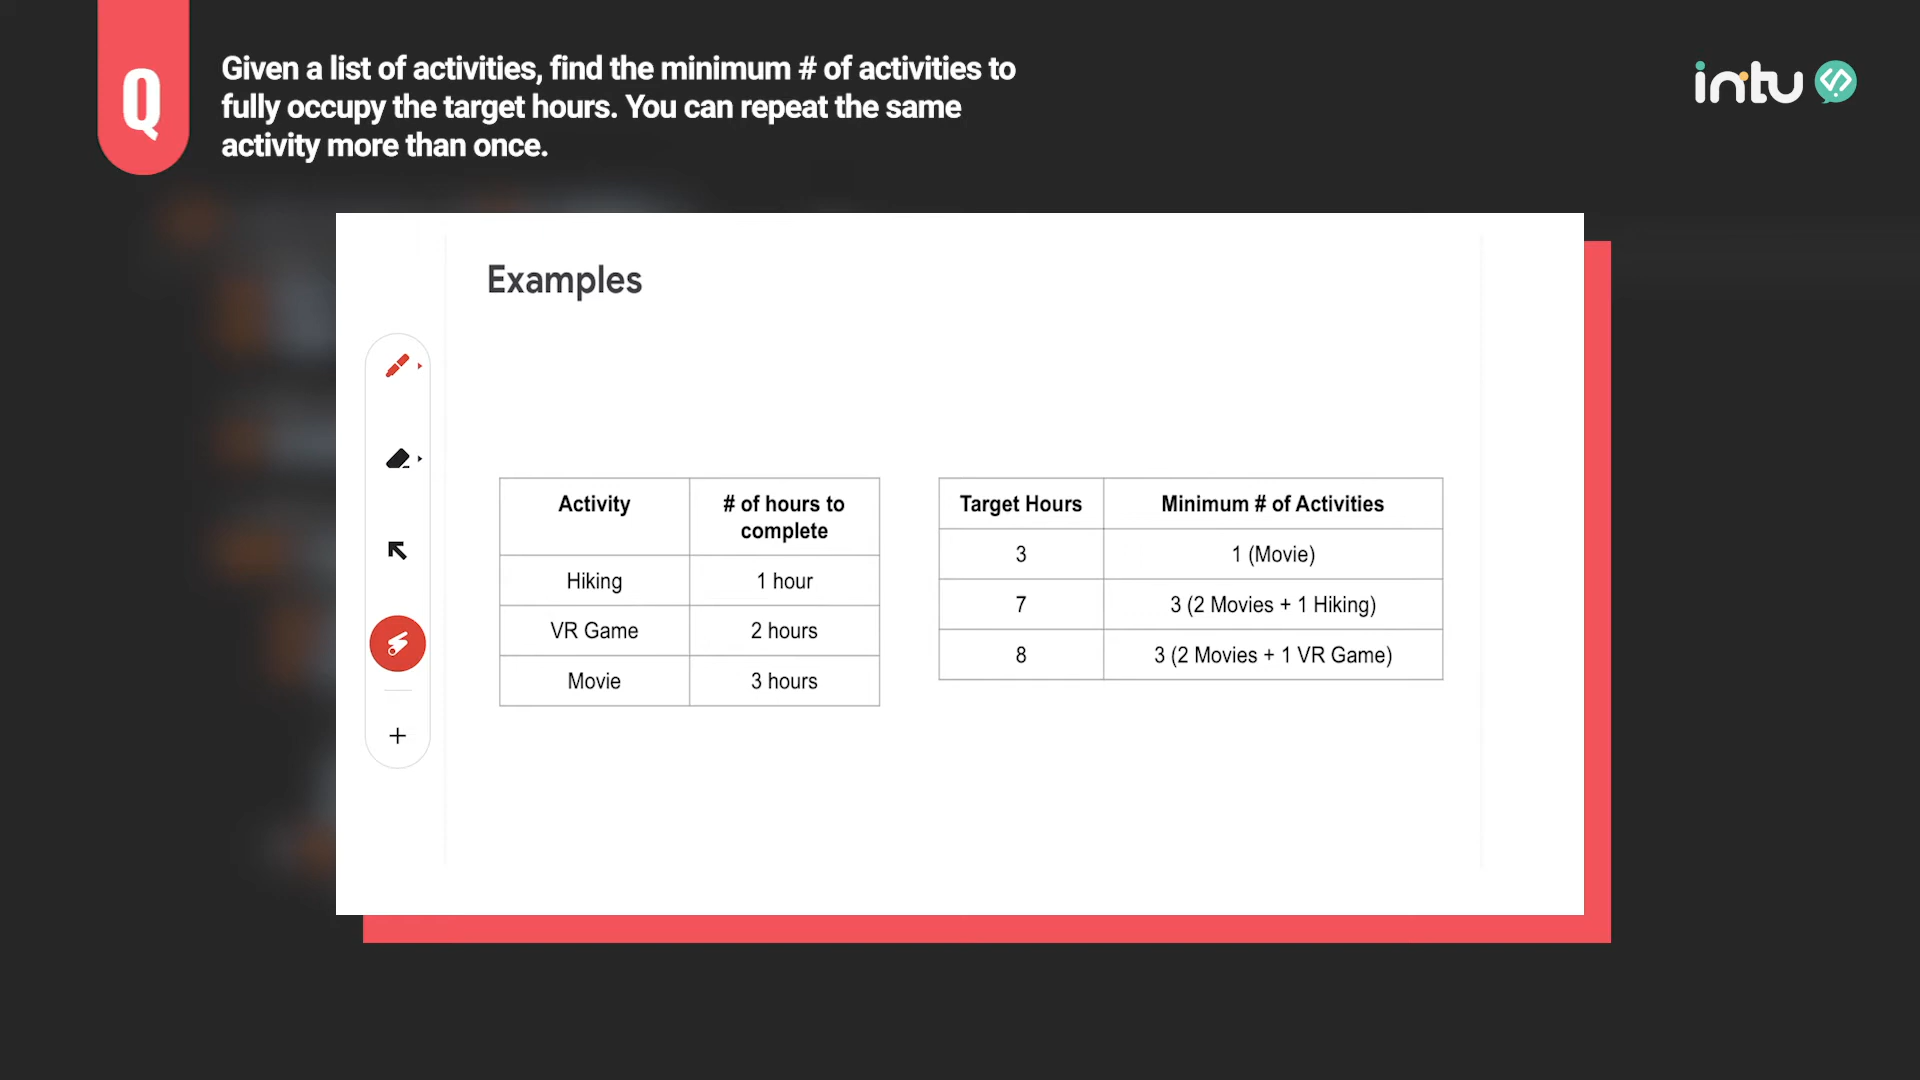 Q
Given a list of activities, find the minimum # of activities to
fully occupy the target hours. You can repeat the same
activity more than once.
intu
Examples
Activity
# of hours to
complete
Hiking
1 hour
VR Game
2 hours
Movie
3 hours
Target Hours
Minimum # of Activities
3
1 (Movie)
7
3 (2 Movies + 1 Hiking)
8
3 (2 Movies + 1 VR Game)